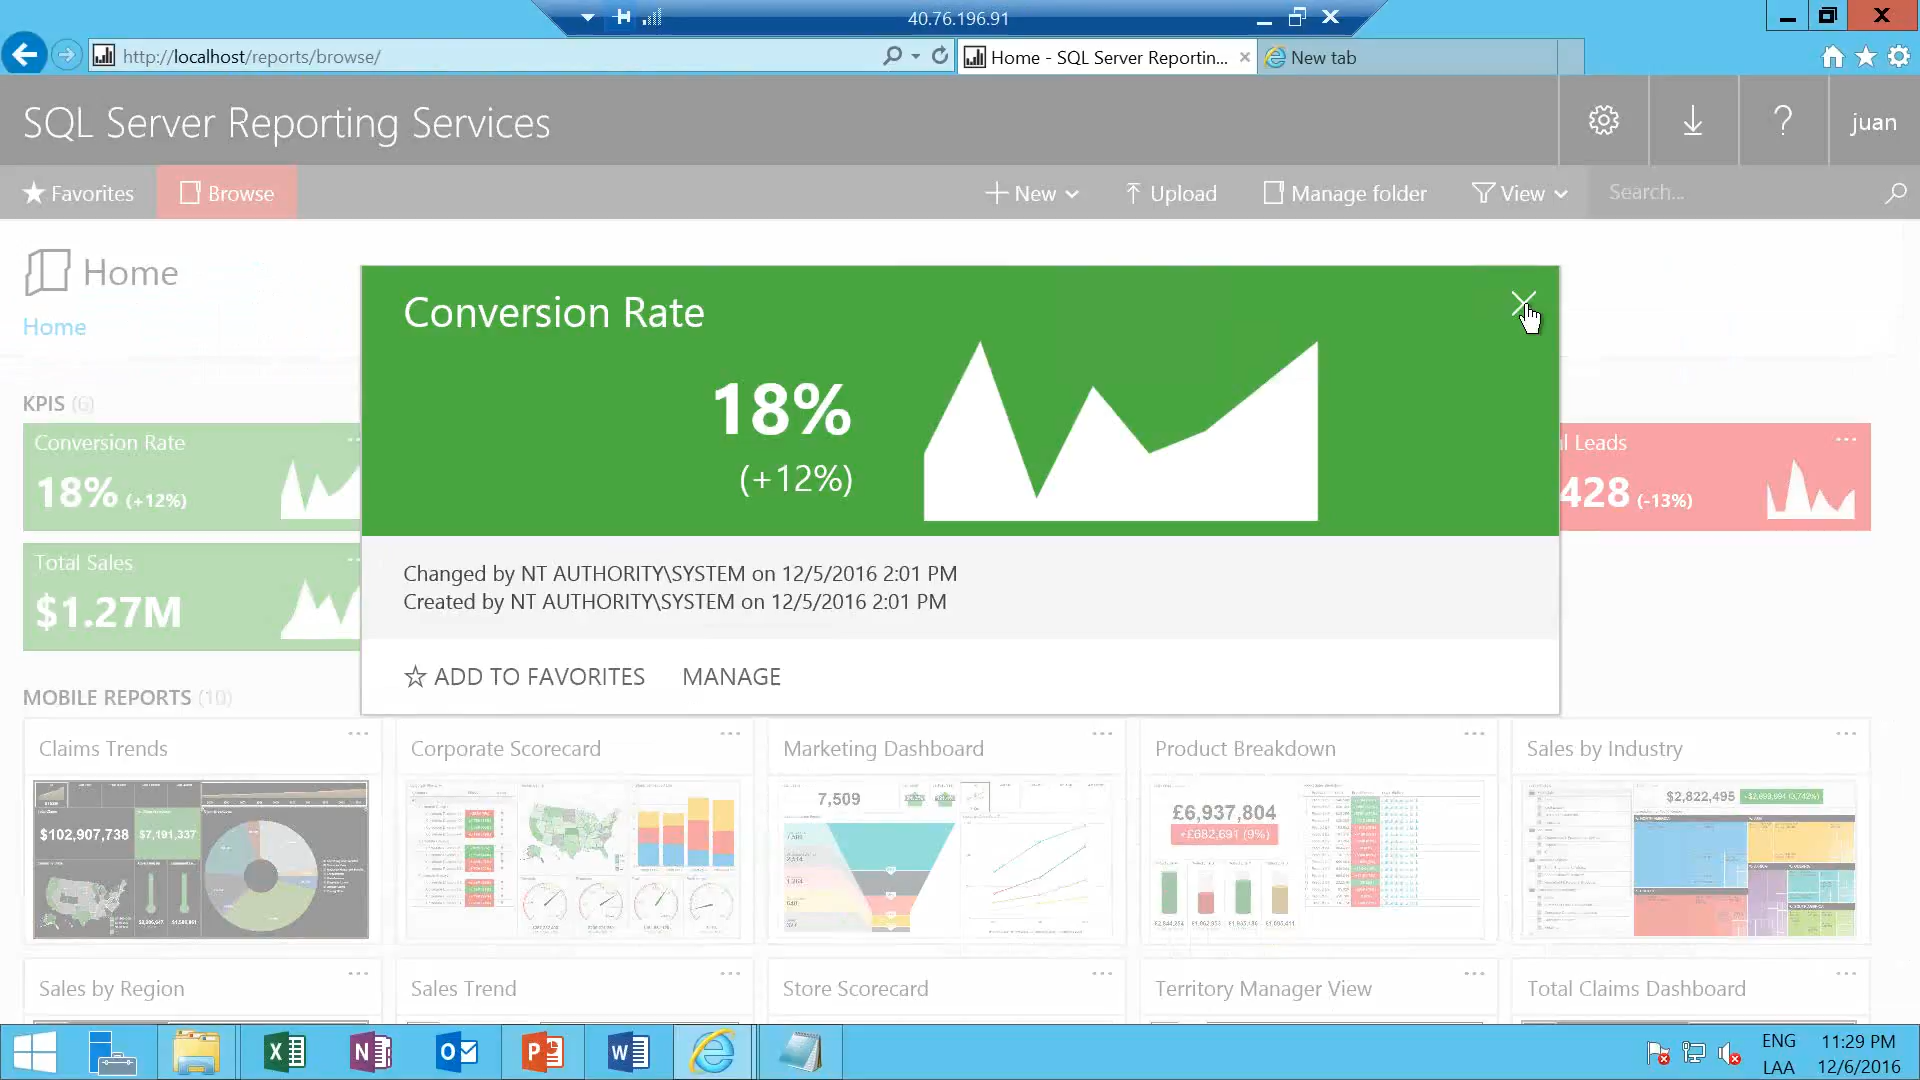 40.76.196.91
http://localhost/reports/browse/
Home - SQL Server Reportin...
New tab
SQL Server Reporting Services
juan
Favorites
Browse
New
Upload
Manage folder
View
Search...
Home
Home
Conversion Rate
18%
(+12%)
KPIS (6)
Conversion Rate
18% (+12%)
l Leads
428 (-13%)
Total Sales
$1.27M
Changed by NT AUTHORITY\SYSTEM on 12/5/2016 2:01 PM
Created by NT AUTHORITY\SYSTEM on 12/5/2016 2:01 PM
ADD TO FAVORITES
MANAGE
MOBILE REPORTS (10)
Claims Trends
Corporate Scorecard
Marketing Dashboard
Product Breakdown
Sales by Industry
$102,907,738
$7,191,337
7,509
£6,937,804
+£682,691 (9%)
$2,822,495
Sales by Region
Sales Trend
Store Scorecard
Territory Manager View
Total Claims Dashboard
ENG
LAA
11:29 PM
12/6/2016